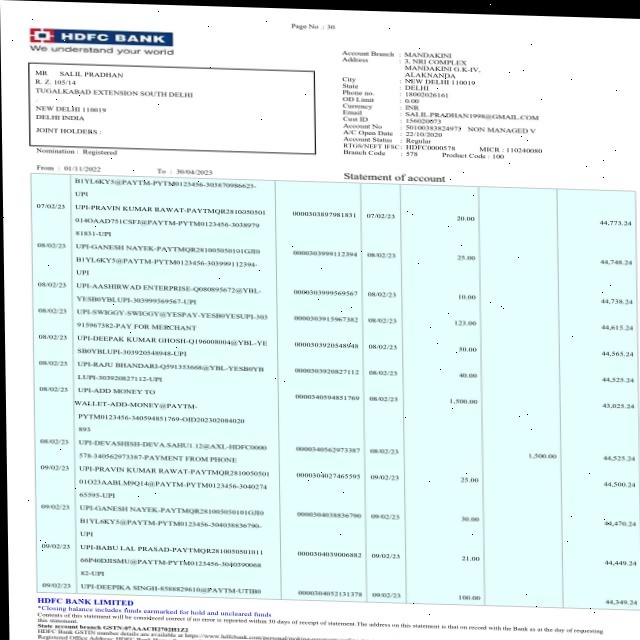 Page No : 30
HDFC BANK
We understand your world
MR SALIL PRADHAN
R. Z. 105/14
TUGALKABAD EXTENSION SOUTH DELHI
.
NEW DELHI 110019
DELHI INDIA
JOINT HOLDERS :
Nomination : Registered
Account Branch : MANDAKINI
Address : 3, NRI COMPLEX
MANDAKINI G.K-IV,
ALAKNANDA
City : NEW DELHI 110019
State : DELHI
Phone no. : 18002026161
OD Limit : 0.00
Currency : INR
Email : SALIL.PRADHAN1998@GMAIL.COM
Cust ID : 156020873
Account No : 50100383824973 NON MANAGED V
A/C Open Date : 22/10/2020
Account Status : Regular
RTGS/NEFT IFSC: HDFC0000578 MICR : 110240080
Branch Code : 578 Product Code : 100
From : 01/11/2022 To : 30/04/2023 Statement of account
B1YL6KY5@PAYTM-PYTM0123456-303870986623-
UPI
07/02/23 UPI-PRAVIN KUMAR RAWAT-PAYTMQR2810050501 0000303897981831 07/02/23 20.00 44,773.24
014OAAD751CSFJ@PAYTM-PYTM0123456-3038979
81831-UPI
08/02/23 UPI-GANESH NAYEK-PAYTMQR281005050101GJI0 0000303999112394 08/02/23 25.00 44,748.24
B1YL6KY5@PAYTM-PYTM0123456-303999112394-
UPI
08/02/23 UPI-AASHIRWAD ENTERPRISE-Q080895672@YBL- 0000303999569567 08/02/23 10.00 44,738.24
YESB0YBLUPI-303999569567-UPI
08/02/23 UPI-SWIGGY-SWIGGY@YESPAY-YESB0YESUPI-303 0000303915967382 08/02/23 123.00 44,615.24
915967382-PAY FOR MERCHANT
08/02/23 UPI-DEEPAK KUMAR GHOSH-Q196008004@YBL-YE 0000303920548948 08/02/23 50.00 44,565.24
SB0YBLUPI-303920548948-UPI
08/02/23 UPI-RAJU BHANDARI-Q591353668@YBL-YESB0YB 0000303920827112 08/02/23 40.00 44,525.24
LUPI-303920827112-UPI
08/02/23 UPI-ADD MONEY TO 0000340594851769 08/02/23 1,500.00 43,025.24
WALLET-ADD-MONEY@PAYTM-
PYTM0123456-340594851769-OID202302084020
893
08/02/23 UPI-DEVASHISH-DEVA.SAHU1.12@AXL-HDFC0000 0000340562973387 08/02/23 1,500.00 44,525.24
578-340562973387-PAYMENT FROM PHONE
09/02/23 UPI-PRAVIN KUMAR RAWAT-PAYTMQR2810050501 0000304027465595 09/02/23 25.00 44,500.24
01O23AABLM9Q14@PAYTM-PYTM0123456-3040274
65595-UPI
09/02/23 UPI-GANESH NAYEK-PAYTMQR281005050101GJI0 0000304038836790 09/02/23 30.00 44,470.24
B1YL6KY5@PAYTM-PYTM0123456-304038836790-
UPI
09/02/23 UPI-BABU LAL PRASAD-PAYTMQR2810050501011 0000304039006882 09/02/23 21.00 44,449.24
66P40DJISMU@PAYTM-PYTM0123456-3040390068
82-UPI
09/02/23 UPI-DEEPIKA SINGH-8588829610@PAYTM-UTIB0 0000304052131378 09/02/23 100.00 44,349.24
HDFC BANK LIMITED
*Closing balance includes funds earmarked for hold and uncleared funds
Contents of this statement will be considered correct if no error is reported within 30 days of receipt of statement.The address on this statement is that on record with the Bank as at the day of requesting
this statement.
State account branch GSTN:07AAACH2702H1Z2
HDFC Bank GSTIN number details are available at